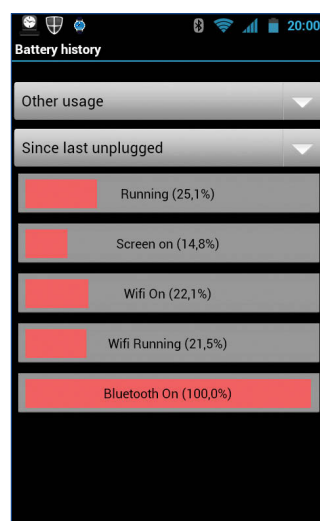 20:00
Battery history
Other usage
Since last unplugged
Running (25,1%)
Screen on (14,8%)
Wifi On (22,1%)
Wifi Running (21,5%)
Bluetooth On (100,0%)